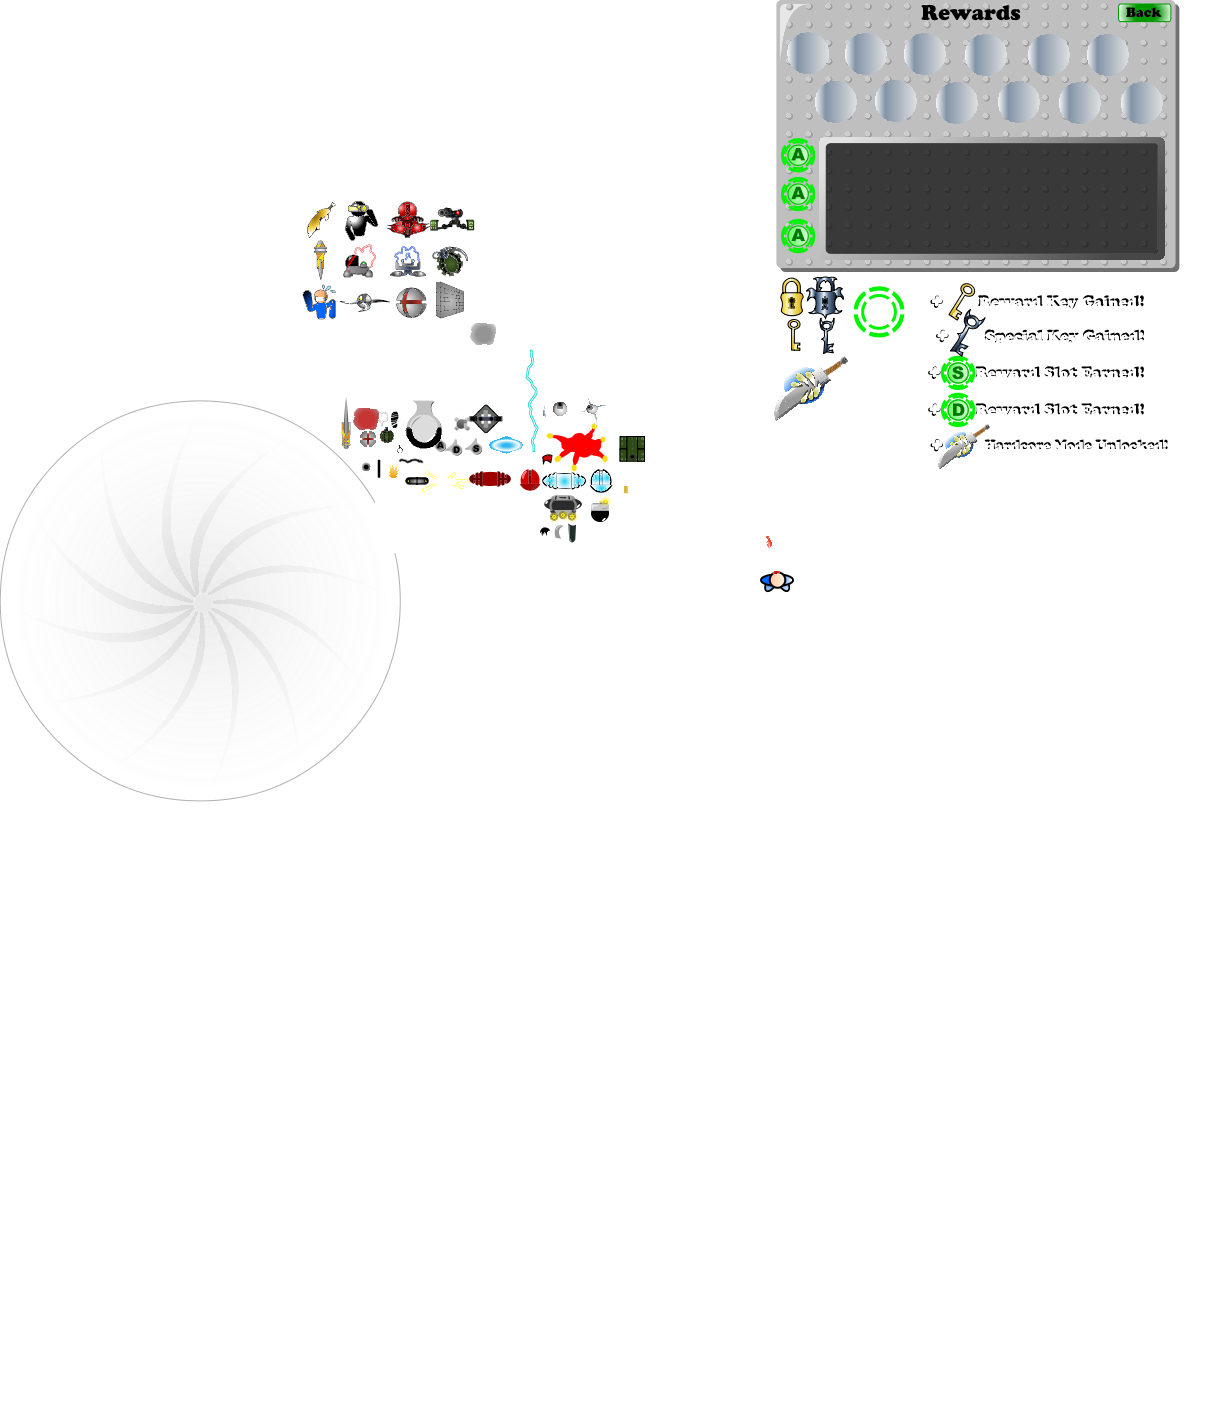 Rewards
Back
A
A
A
+ Reward Key Gained!
+ Special Key Gained!
+ S Reward Slot Earned!
+ D Reward Slot Earned!
+ Hardcore Mode Unlocked!
A D S